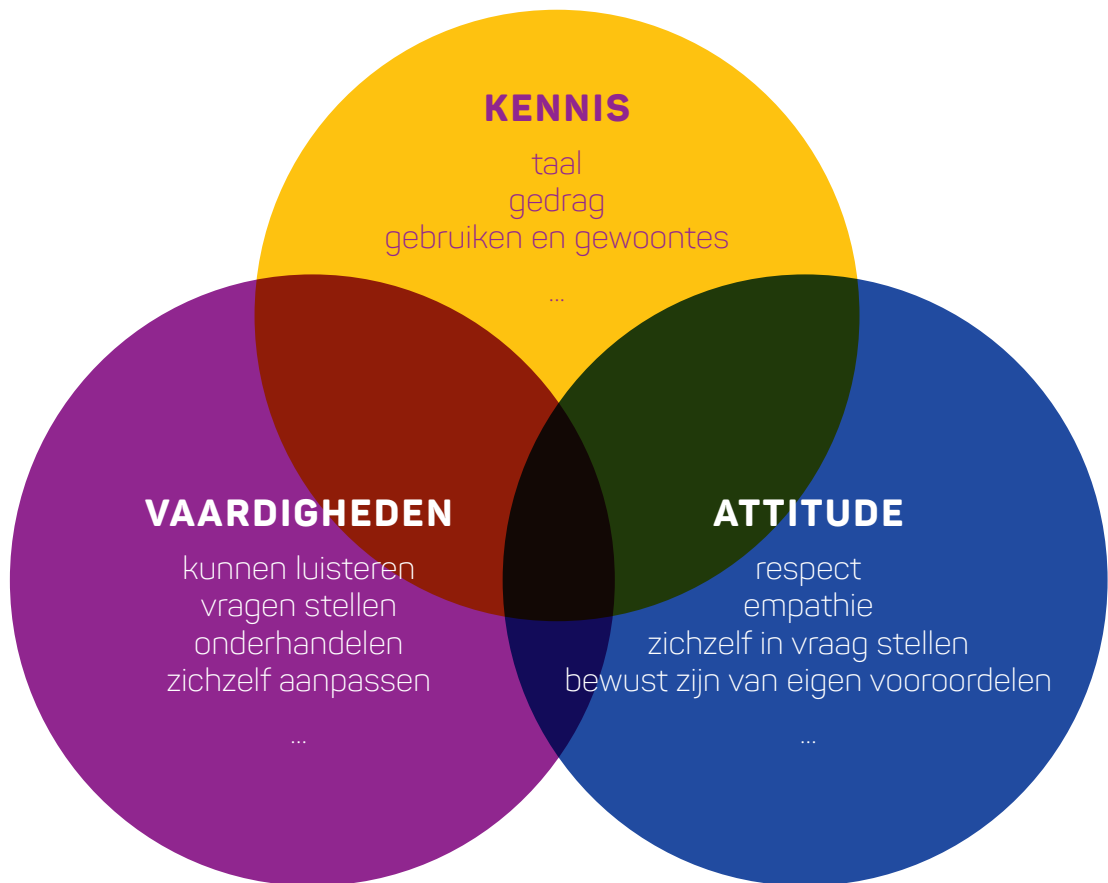 KENNIS
taal
gedrag
gebruiken en gewoontes
...
VAARDIGHEDEN
kunnen luisteren
vragen stellen
onderhandelen
zichzelf aanpassen
...
ATTITUDE
respect
empathie
zichzelf in vraag stellen
bewust zijn van eigen vooroordelen
...